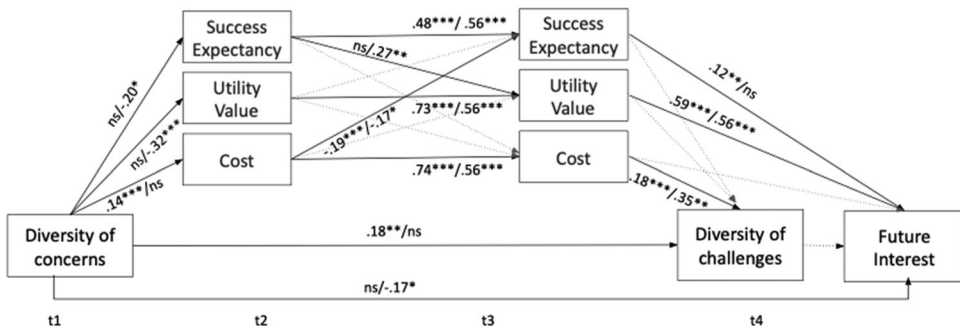 Success
Expectancy
Utility
Value
Cost
Diversity of
concerns
ns/-.20*
ns/-.32***
.14***/ns
.48***/.56***
ns/.27**
.73***/.56***
-.19***/-.17*
.74***/.56***
Success
Expectancy
Utility
Value
Cost
.12**/ns
.59***/.56***
.18***/.35**
.18**/ns
Diversity of
challenges
Future
Interest
ns/-.17*
t1
t2
t3
t4